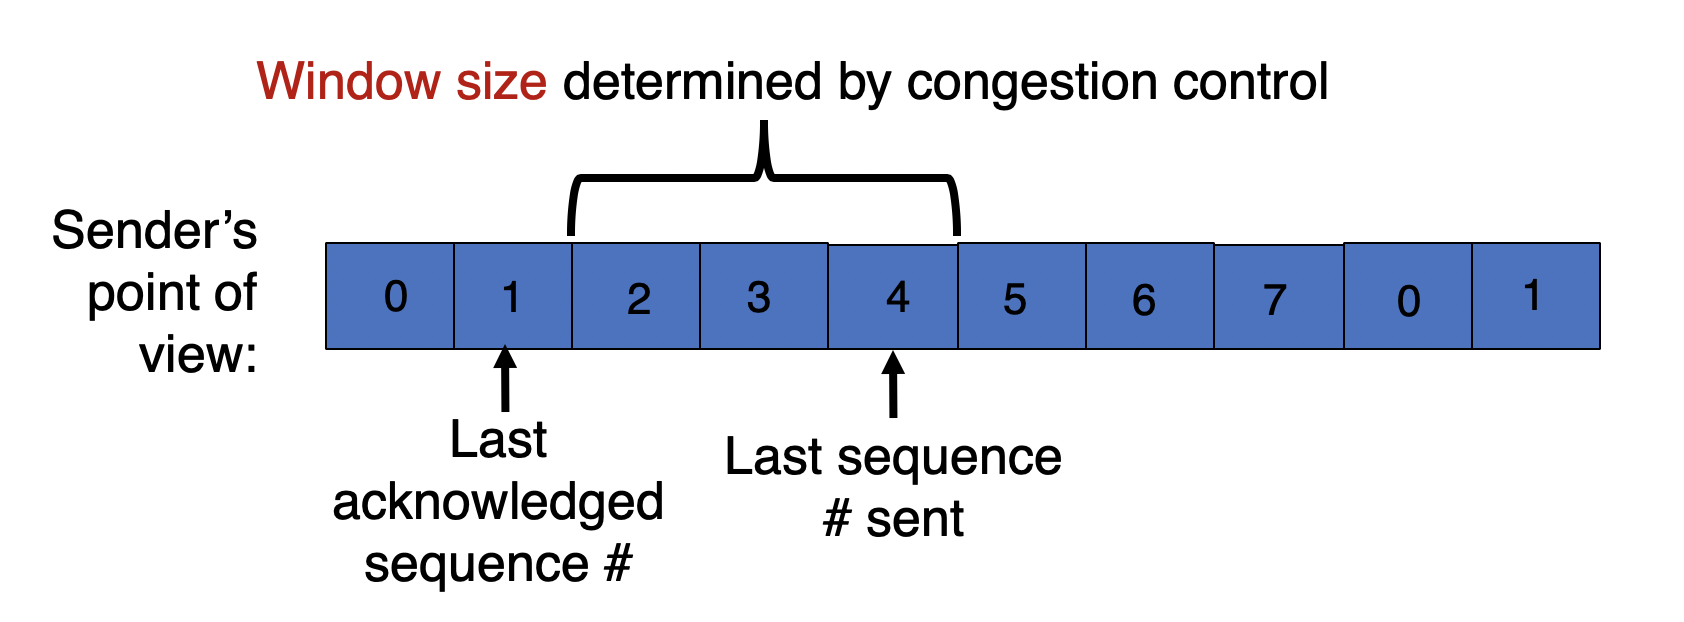 Window size determined by congestion control
Sender’s
point of
view:
0 1 2 3 4 5 6 7 0 1
Last
acknowledged
sequence #
Last sequence
# sent